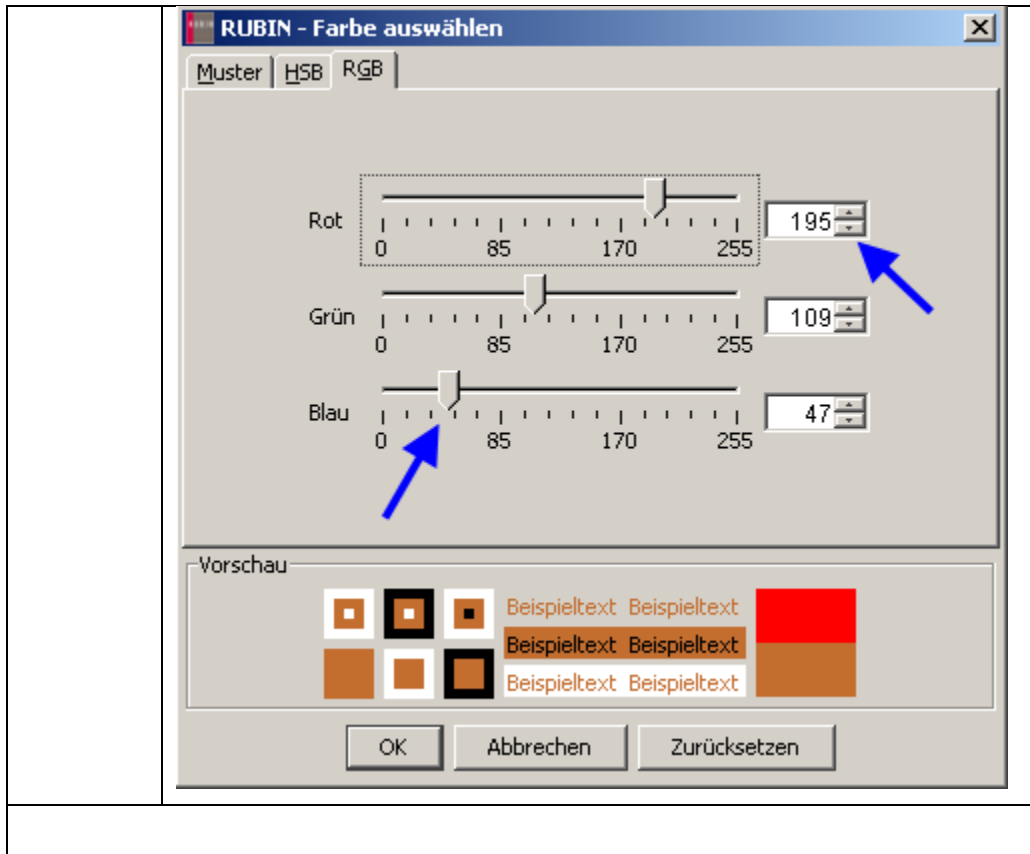 RUBIN - Farbe auswählen
Muster HSB RGB
Rot 195
0 85 170 255
Grün 109
0 85 170 255
Blau 47
0 85 170 255
Vorschau
Beispieltext Beispieltext
Beispieltext Beispieltext
Beispieltext Beispieltext
OK Abbrechen Zurücksetzen